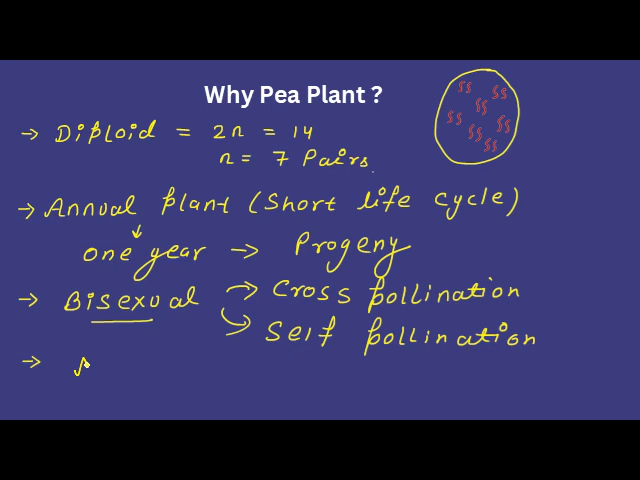 Why Pea Plant ?
→ Diploid = 2n = 14
n = 7 Pairs.
→ Annual plant (Short life cycle)
↓
one year → Progeny
→ Bisexual → Cross pollination
→ Self pollination
→